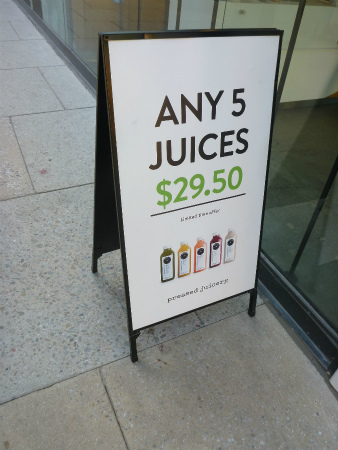 ANY 5
JUICES
$29.50
pressed juicery